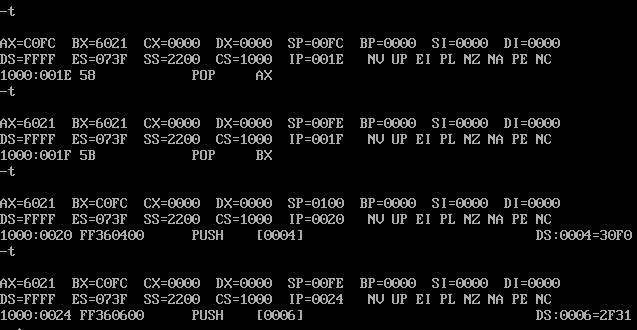 -t
AX=C0FC  BX=6021  CX=0000  DX=0000  SP=00FC  BP=0000  SI=0000  DI=0000
DS=FFFF  ES=073F  SS=2200  CS=1000  IP=001E   NV UP EI PL NZ NA PE NC
1000:001E 58            POP     AX
-t
AX=6021  BX=6021  CX=0000  DX=0000  SP=00FE  BP=0000  SI=0000  DI=0000
DS=FFFF  ES=073F  SS=2200  CS=1000  IP=001F   NV UP EI PL NZ NA PE NC
1000:001F 5B            POP     BX
-t
AX=6021  BX=C0FC  CX=0000  DX=0000  SP=0100  BP=0000  SI=0000  DI=0000
DS=FFFF  ES=073F  SS=2200  CS=1000  IP=0020   NV UP EI PL NZ NA PE NC
1000:0020 FF360400      PUSH    [0004]                             DS:0004=30F0
-t
AX=6021  BX=C0FC  CX=0000  DX=0000  SP=00FE  BP=0000  SI=0000  DI=0000
DS=FFFF  ES=073F  SS=2200  CS=1000  IP=0024   NV UP EI PL NZ NA PE NC
1000:0024 FF360600      PUSH    [0006]                             DS:0006=2F31